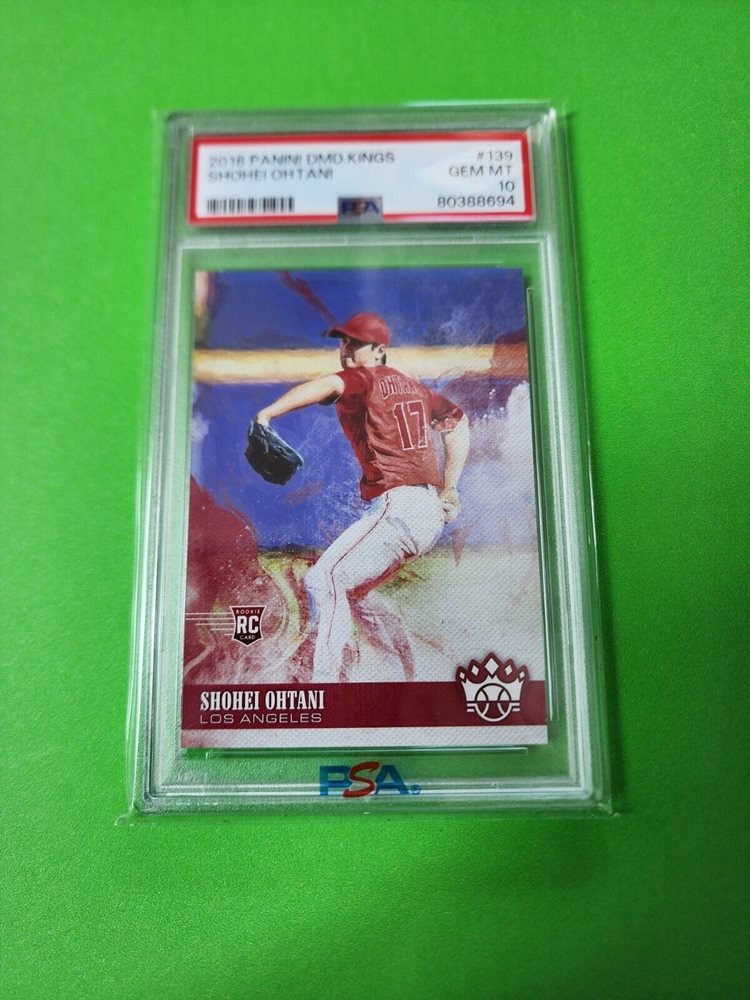 2018 PANINI DMD KINGS #139
SHOHEI OHTANI GEM MT
10
PSA 80388694
OHTANI
17
ROOKIE
RC
CARD
SHOHEI OHTANI
LOS ANGELES
PSA®